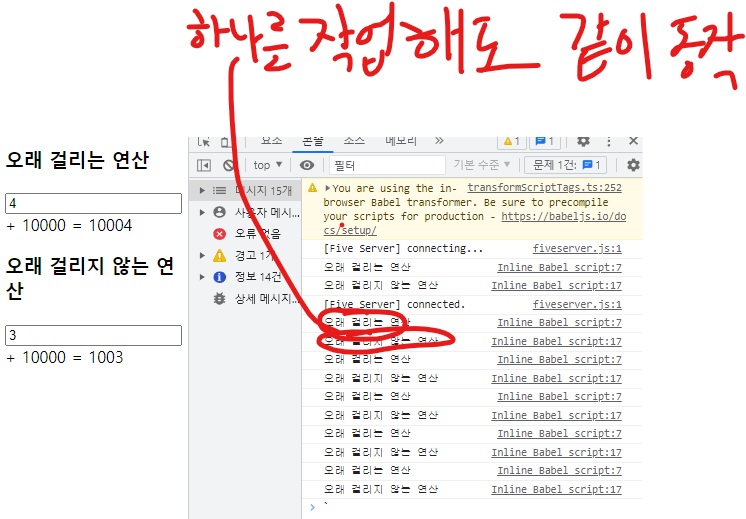 하나를 작업 해도 같이 동작
요소 콘솔 소스 메모리 » 1 1
top ▼ 필터 기본 수준 ▼ 문제 1건: 1
오래 걸리는 연산
4
+ 10000 = 10004
오래 걸리지 않는 연
산
3
+ 10000 = 1003
메시지 15개
사용자 메시...
오류 없음
경고 1개
정보 14건
상세 메시지...
You are using the in- transformScriptTags.ts:252
browser Babel transformer. Be sure to precompile
your scripts for production - https://babeljs.io/do
cs/setup/
[Five Server] connecting... fiveserver.js:1
오래 걸리는 연산 Inline Babel script:7
오래 걸리지 않는 연산 Inline Babel script:17
[Five Server] connected. fiveserver.js:1
오래 걸리는 연산 Inline Babel script:7
오래 걸리지 않는 연산 Inline Babel script:17
오래 걸리는 연산 Inline Babel script:7
오래 걸리지 않는 연산 Inline Babel script:17
오래 걸리는 연산 Inline Babel script:7
오래 걸리지 않는 연산 Inline Babel script:17
오래 걸리는 연산 Inline Babel script:7
오래 걸리지 않는 연산 Inline Babel script:17
오래 걸리는 연산 Inline Babel script:7
오래 걸리지 않는 연산 Inline Babel script:17
> `